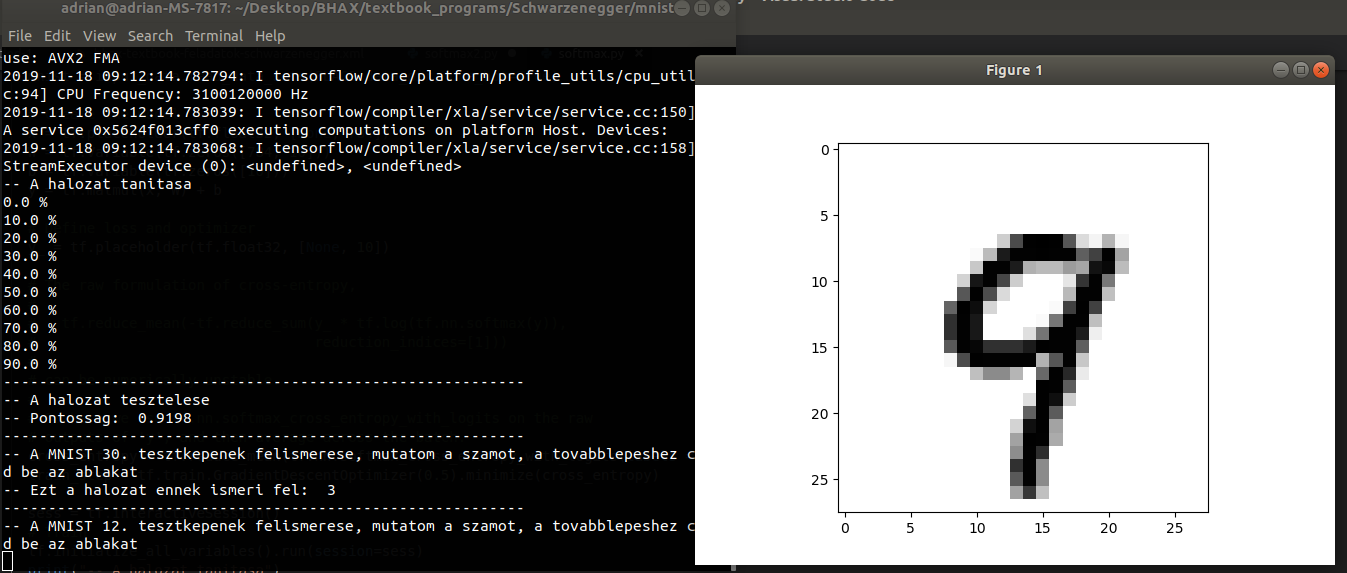 adrian@adrian-MS-7817: ~/Desktop/BHAX/textbook_programs/Schwarzenegger/mnist
File Edit View Search Terminal Help
use: AVX2 FMA
2019-11-18 09:12:14.782794: I tensorflow/core/platform/profile_utils/cpu_util
c:94] CPU Frequency: 3100120000 Hz
2019-11-18 09:12:14.783039: I tensorflow/compiler/xla/service/service.cc:150]
A service 0x5624f013cff0 executing computations on platform Host. Devices:
2019-11-18 09:12:14.783068: I tensorflow/compiler/xla/service/service.cc:158]
StreamExecutor device (0): <undefined>, <undefined>
-- A halozat tanitasa
0.0 %
10.0 %
20.0 %
30.0 %
40.0 %
50.0 %
60.0 %
70.0 %
80.0 %
90.0 %
----------------------------------------------------------
-- A halozat tesztelese
-- Pontossag:  0.9198
----------------------------------------------------------
-- A MNIST 30. tesztkepenek felismerese, mutatom a szamot, a tovabblepeshez c
d be az ablakat
-- Ezt a halozat ennek ismeri fel:  3
----------------------------------------------------------
-- A MNIST 12. tesztkepenek felismerese, mutatom a szamot, a tovabblepeshez c
d be az ablakat
Figure 1
0
5
10
15
20
25
0 5 10 15 20 25
9